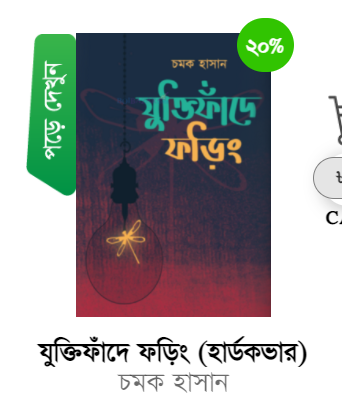 ২০%
পড়ে দেখুন
চমক হাসান
যুক্তিফাঁদে
ফড়িং
যুক্তিফাঁদে ফড়িং (হার্ডকভার)
চমক হাসান